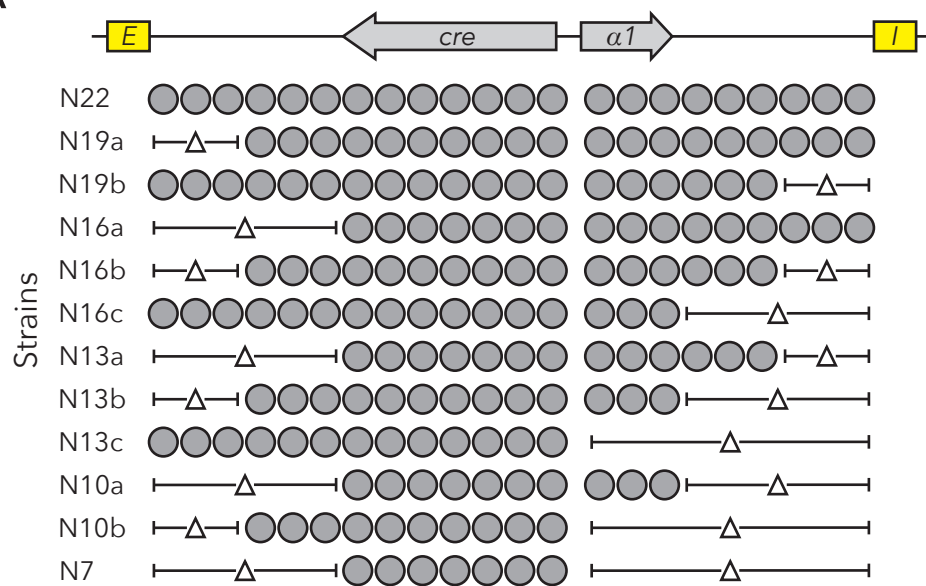 E cre α1 I
N22
N19a
N19b
N16a
N16b
N16c
Strains
N13a
N13b
N13c
N10a
N10b
N7